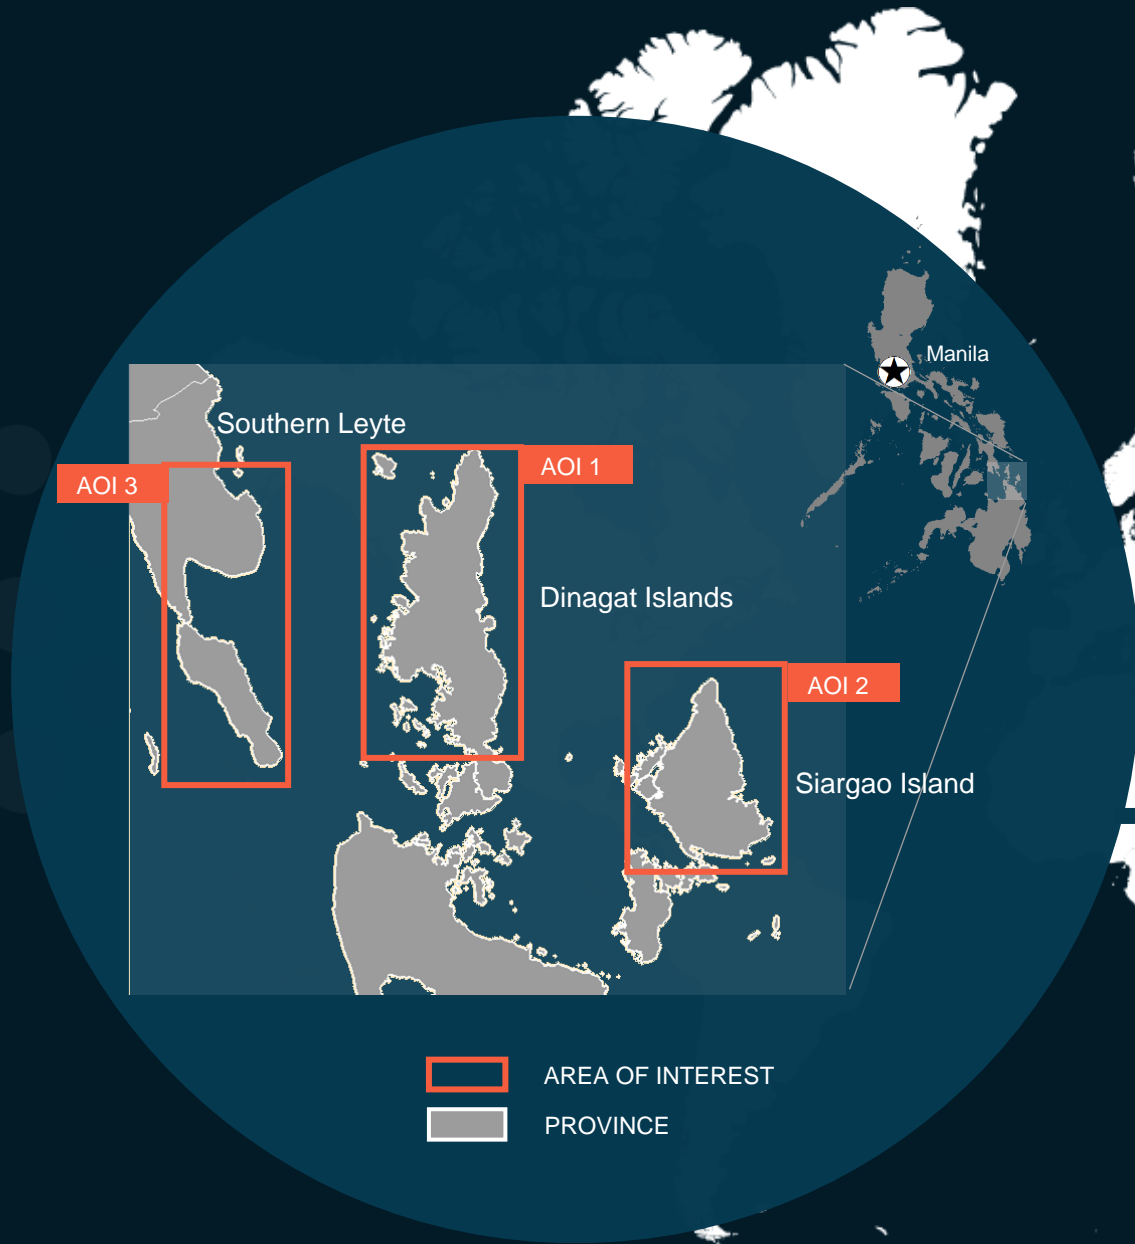 Manila
Southern Leyte
AOI 1
AOI 3
Dinagat Islands
AOI 2
Siargao Island
AREA OF INTEREST
PROVINCE